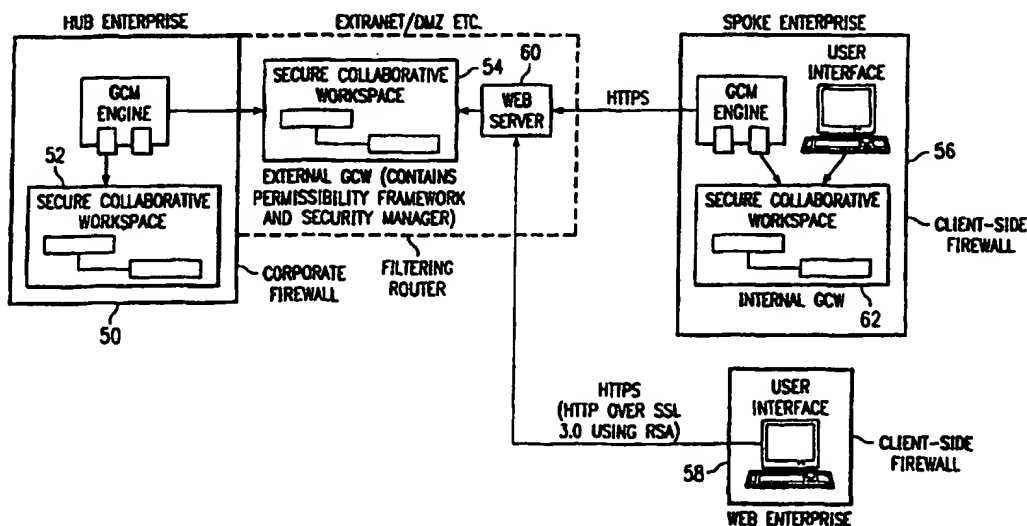 HUB ENTERPRISE
GCM
ENGINE
52
SECURE COLLABORATIVE
WORKSPACE
50
CORPORATE
FIREWALL
EXTRANET/DMZ ETC.
SECURE COLLABORATIVE
WORKSPACE
54
60
WEB
SERVER
EXTERNAL GCW (CONTAINS
PERMISSIBILITY FRAMEWORK
AND SECURITY MANAGER)
FILTERING
ROUTER
HTTPS
SPOKE ENTERPRISE
GCM
ENGINE
USER
INTERFACE
56
SECURE COLLABORATIVE
WORKSPACE
INTERNAL GCW
62
CLIENT-SIDE
FIREWALL
HTTPS
(HTTP OVER SSL
3.0 USING RSA)
USER
INTERFACE
58
CLIENT-SIDE
FIREWALL
WEB ENTERPRISE